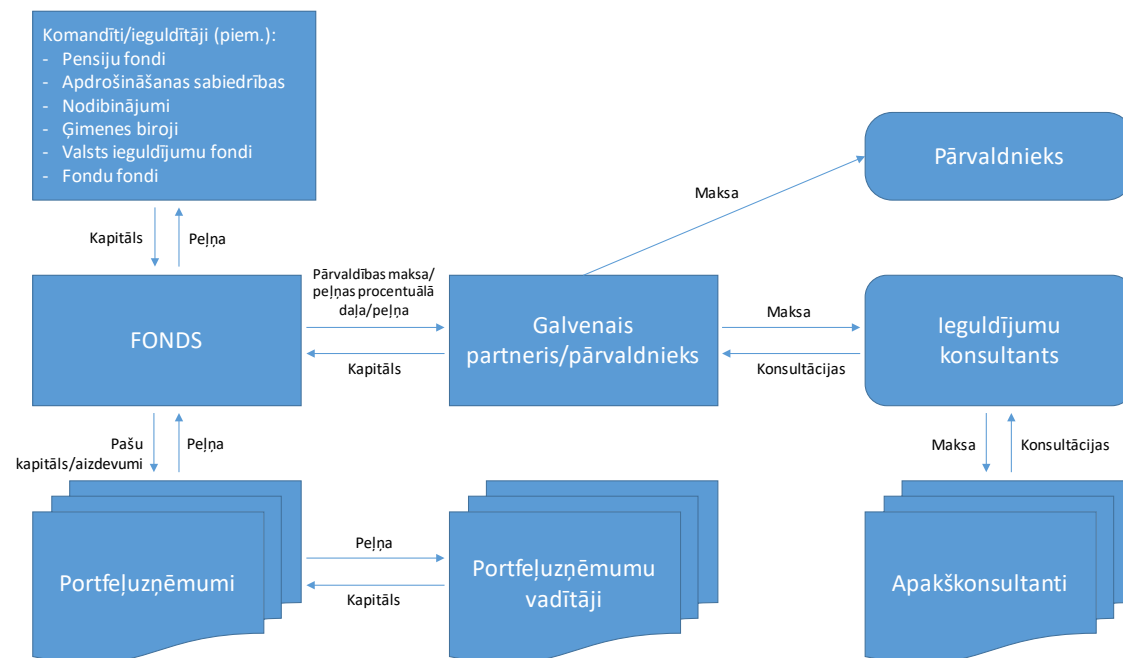 Komandīti/ieguldītāji (piem.):
- Pensiju fondi
- Apdrošināšanas sabiedrības
- Nodibinājumi
- Ģimenes biroji
- Valsts ieguldījumu fondi
- Fondu fondi
Pārvaldnieks
Maksa
Kapitāls
Peļņa
FONDS
Pārvaldības maksa/
peļņas procentuālā
daļa/peļņa
Kapitāls
Galvenais
partneris/pārvaldnieks
Maksa
Konsultācijas
Ieguldījumu
konsultants
Pašu
kapitāls/aizdevumi
Peļņa
Maksa
Konsultācijas
Portfeļuzņēmumi
Peļņa
Kapitāls
Portfeļuzņēmumu
vadītāji
Apakškonsultanti